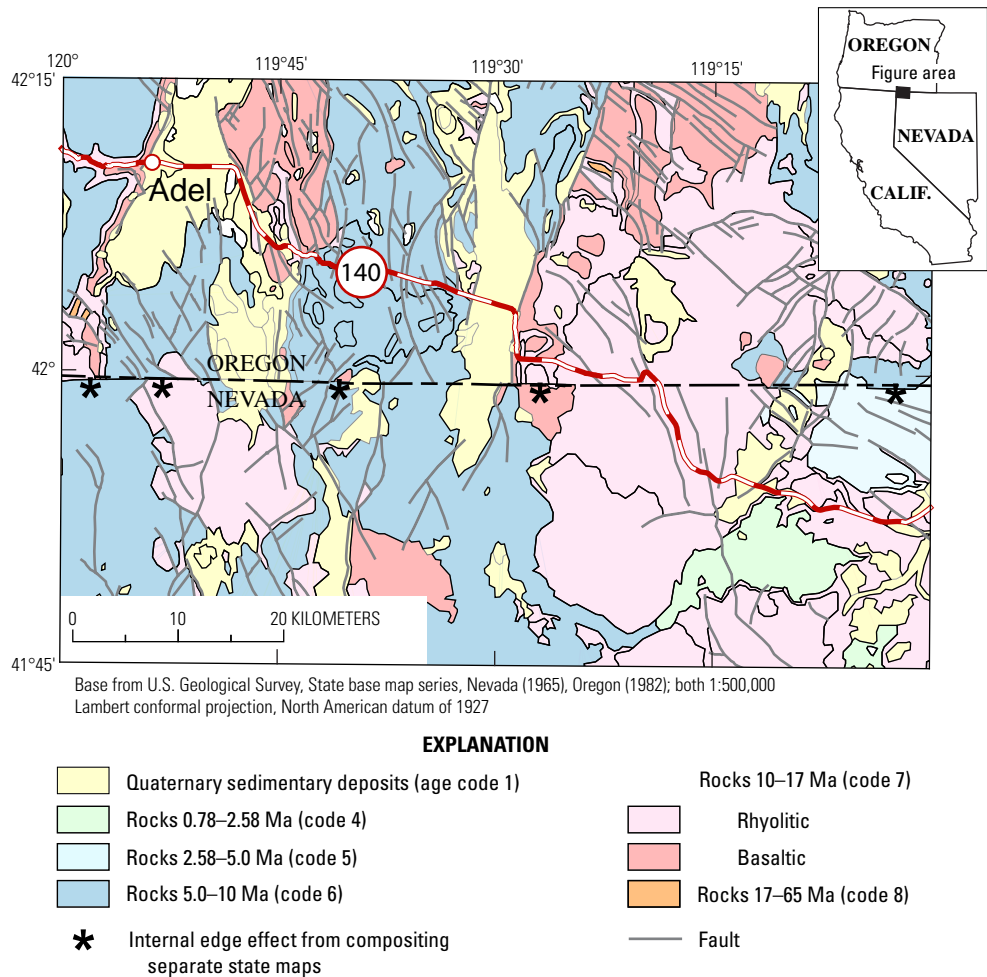 120°
119°45'
119°30'
119°15'
42°15'
OREGON
Figure area
NEVADA
CALIF.
Adel
140
42°
OREGON
NEVADA
0 10 20 KILOMETERS
41°45'
Base from U.S. Geological Survey, State base map series, Nevada (1965), Oregon (1982); both 1:500,000
Lambert conformal projection, North American datum of 1927
EXPLANATION
Quaternary sedimentary deposits (age code 1)
Rocks 0.78–2.58 Ma (code 4)
Rocks 2.58–5.0 Ma (code 5)
Rocks 5.0–10 Ma (code 6)
* Internal edge effect from compositing
separate state maps
Rocks 10–17 Ma (code 7)
Rhyolitic
Basaltic
Rocks 17–65 Ma (code 8)
Fault